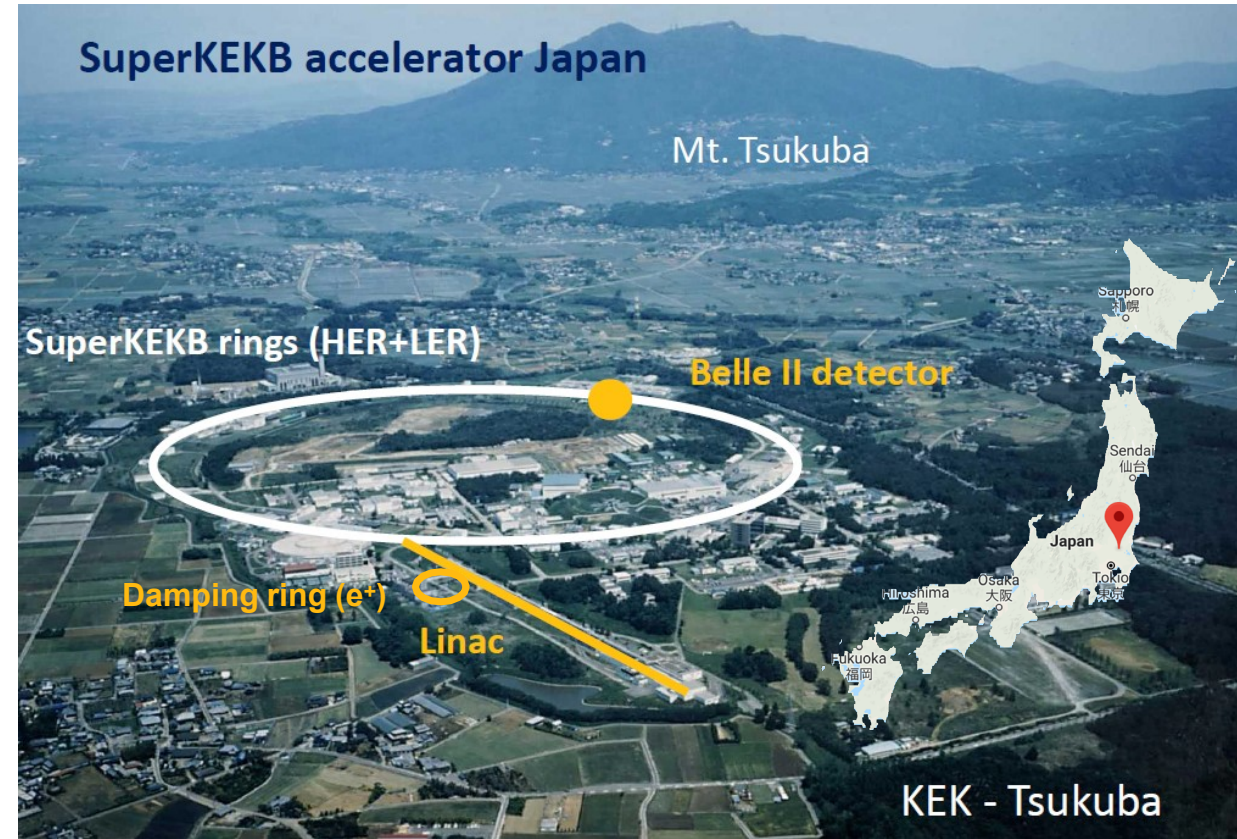 SuperKEKB accelerator Japan
Mt. Tsukuba
SuperKEKB rings (HER+LER)
Belle II detector
Damping ring (e⁺)
Linac
Sapporo
札幌
Sendai
仙台
Japan
Tokio
東京
Osaka
大阪
Hiroshima
広島
Fukuoka
福岡
KEK - Tsukuba